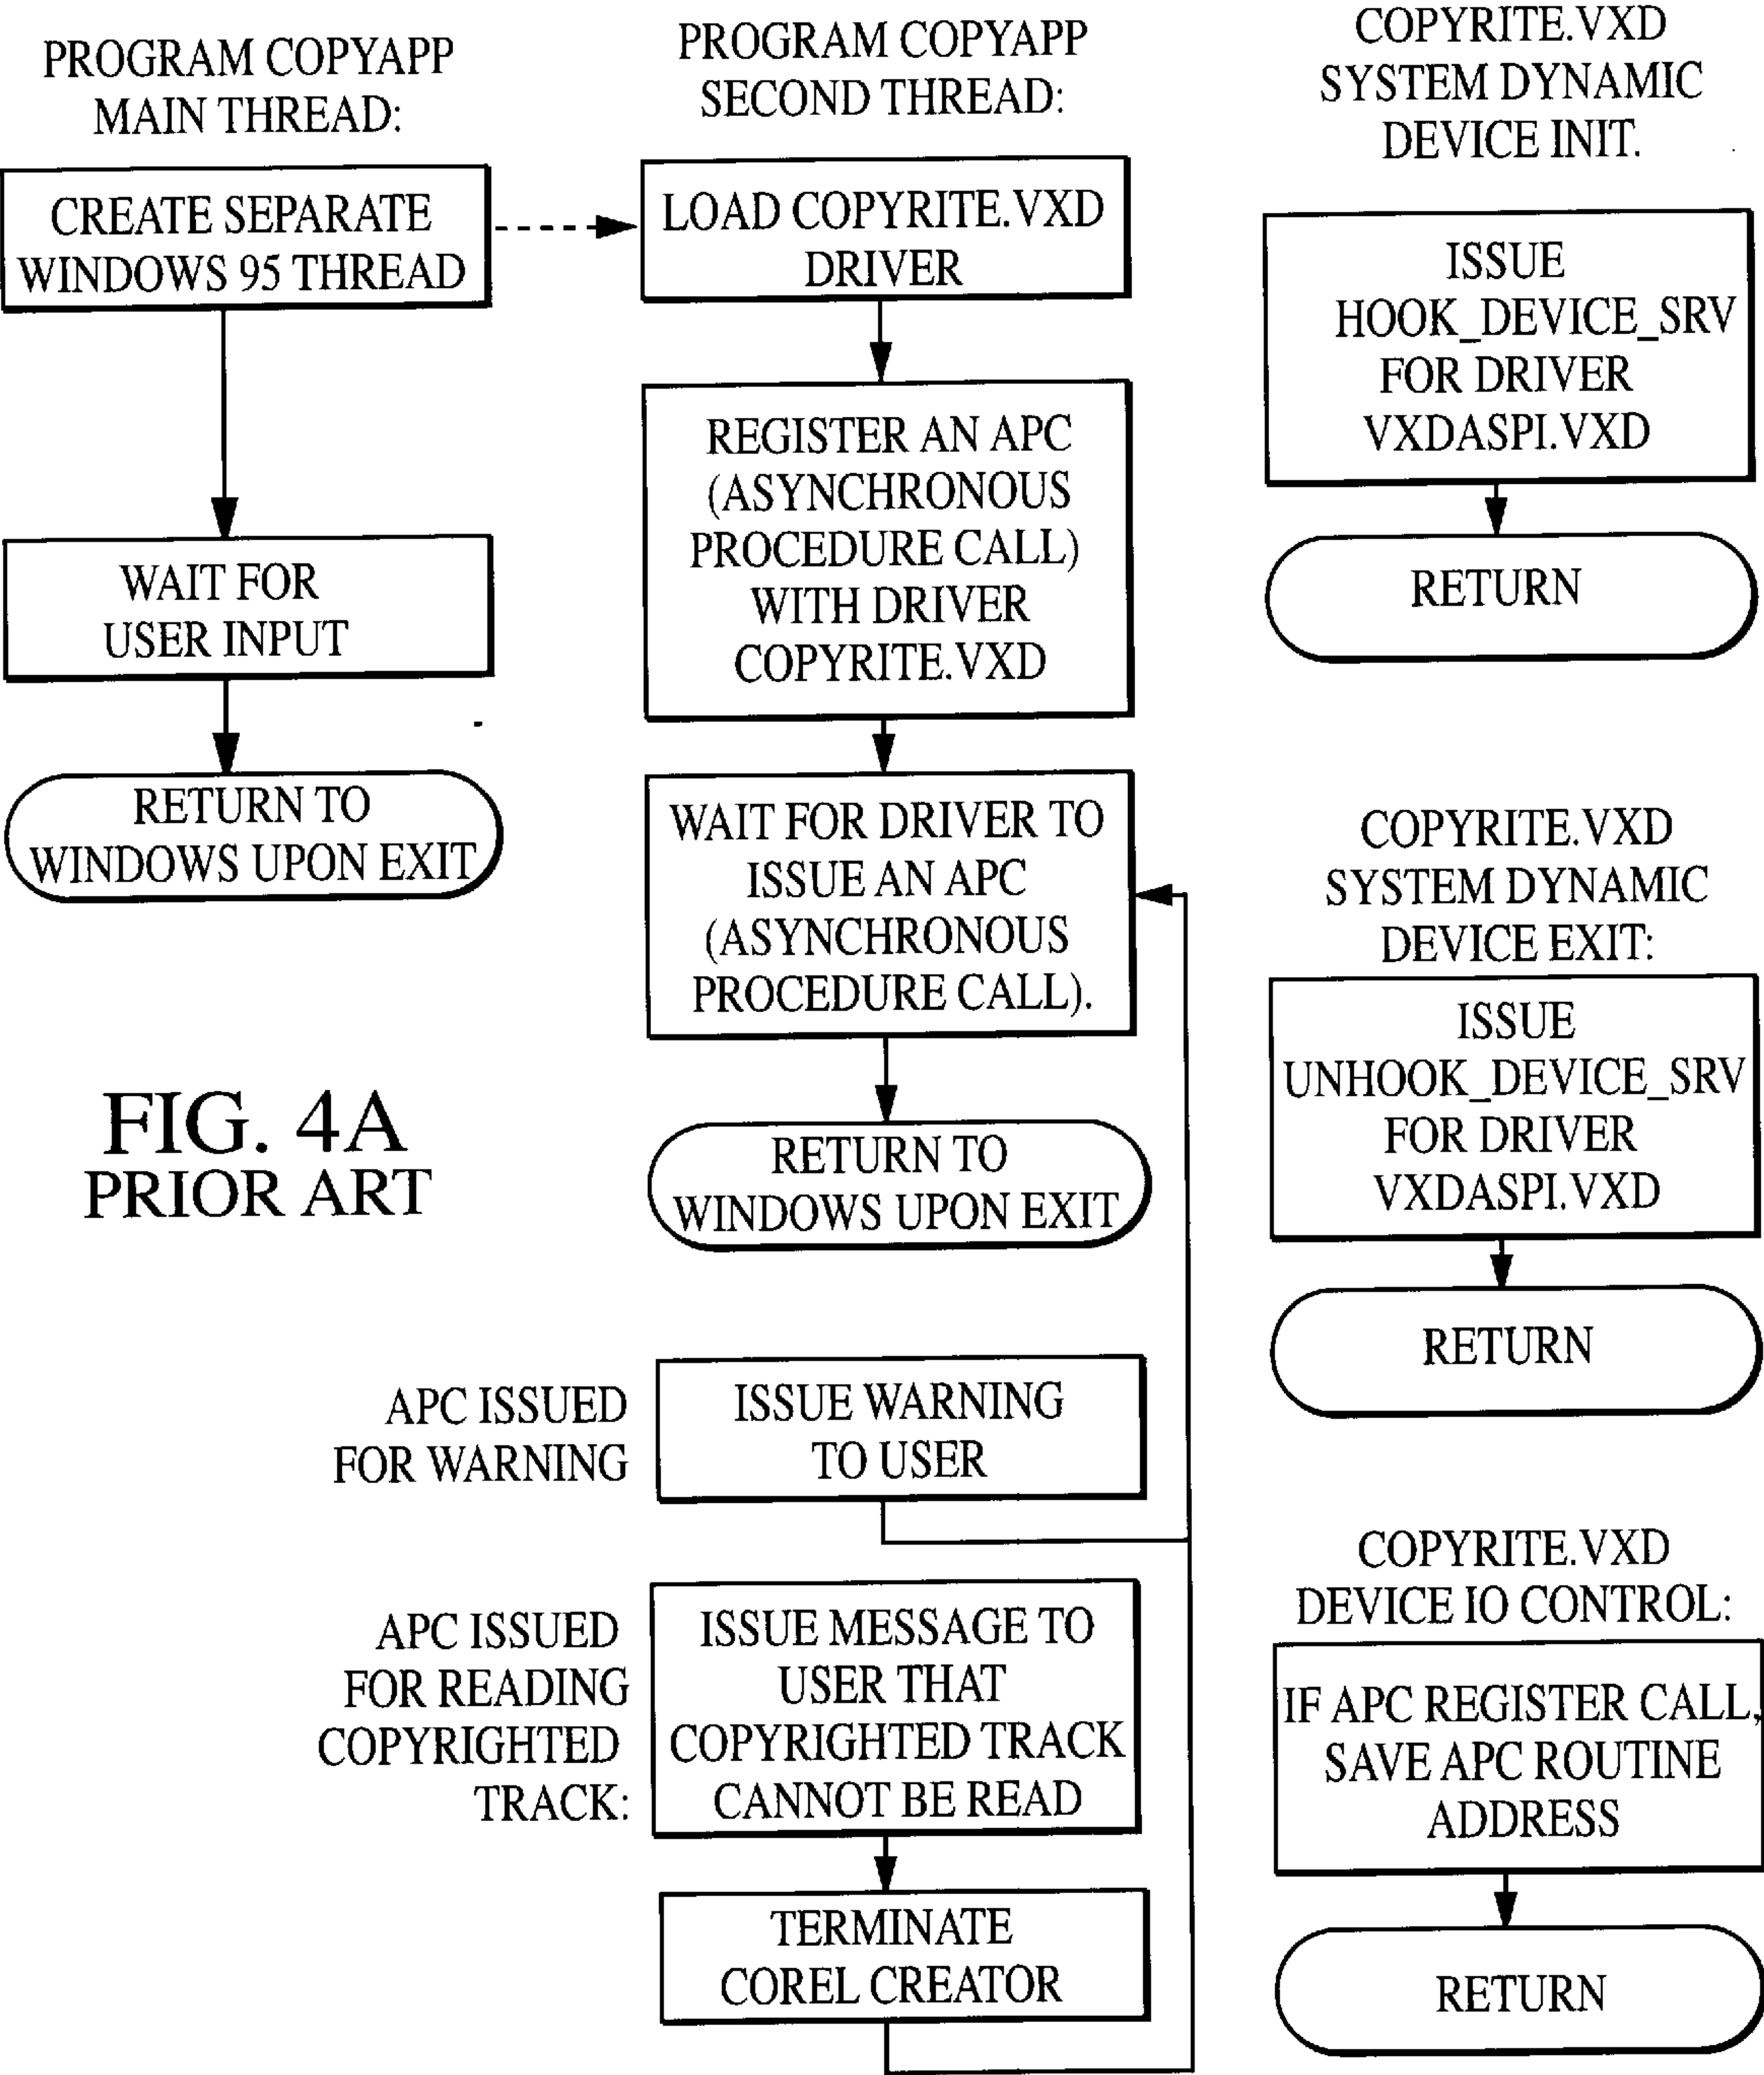 PROGRAM COPYAPP
MAIN THREAD:
CREATE SEPARATE
WINDOWS 95 THREAD
WAIT FOR
USER INPUT
RETURN TO
WINDOWS UPON EXIT
FIG. 4A
PRIOR ART
PROGRAM COPYAPP
SECOND THREAD:
LOAD COPYRITE.VXD
DRIVER
REGISTER AN APC
(ASYNCHRONOUS
PROCEDURE CALL)
WITH DRIVER
COPYRITE.VXD
WAIT FOR DRIVER TO
ISSUE AN APC
(ASYNCHRONOUS
PROCEDURE CALL).
RETURN TO
WINDOWS UPON EXIT
APC ISSUED
FOR WARNING
ISSUE WARNING
TO USER
APC ISSUED
FOR READING
COPYRIGHTED
TRACK:
ISSUE MESSAGE TO
USER THAT
COPYRIGHTED TRACK
CANNOT BE READ
TERMINATE
COREL CREATOR
COPYRITE.VXD
SYSTEM DYNAMIC
DEVICE INIT.
ISSUE
HOOK_DEVICE_SRV
FOR DRIVER
VXDASPI.VXD
RETURN
COPYRITE.VXD
SYSTEM DYNAMIC
DEVICE EXIT:
ISSUE
UNHOOK_DEVICE_SRV
FOR DRIVER
VXDASPI.VXD
RETURN
COPYRITE.VXD
DEVICE IO CONTROL:
IF APC REGISTER CALL,
SAVE APC ROUTINE
ADDRESS
RETURN